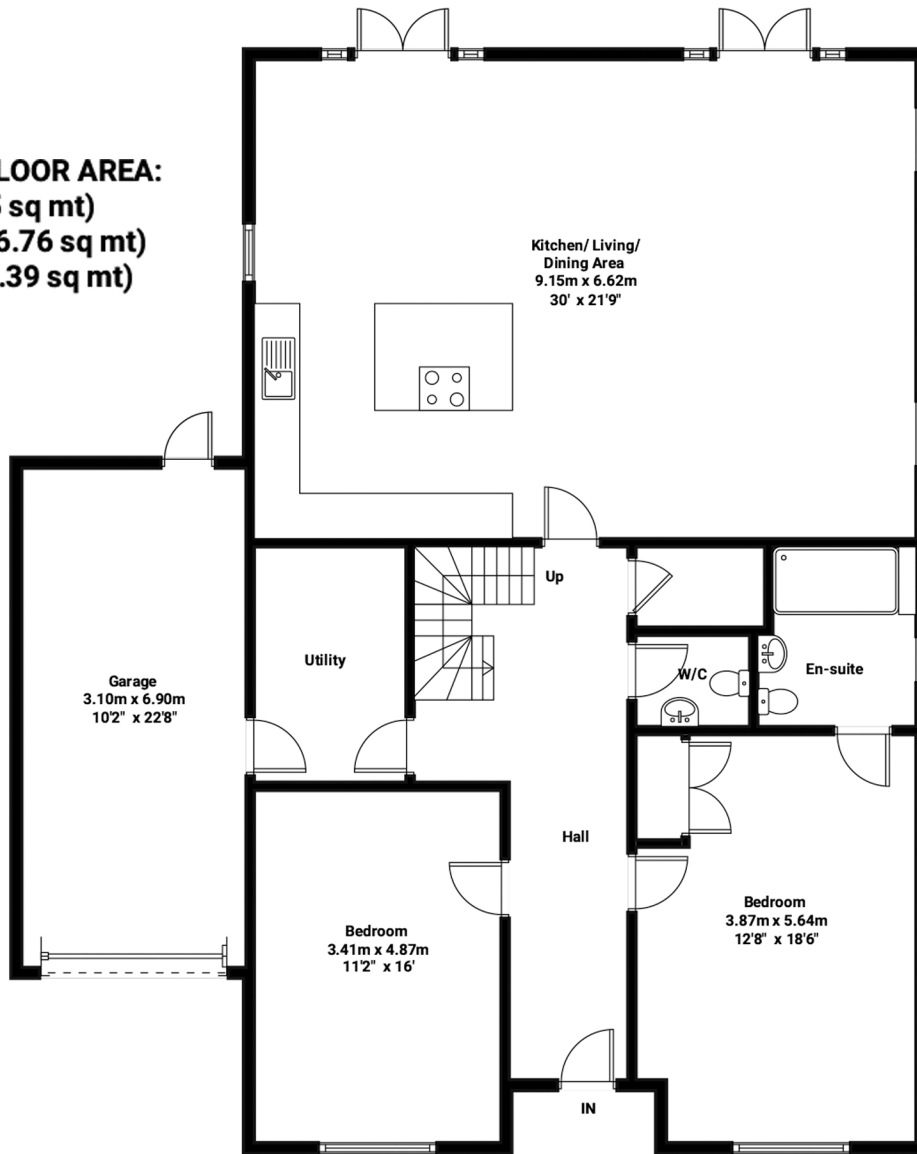 LOOR AREA:
sq mt)
6.76 sq mt)
.39 sq mt)
Kitchen/ Living/
Dining Area
9.15m x 6.62m
30' x 21'9"
Up
Utility
Garage
3.10m x 6.90m
10'2" x 22'8"
W/C
En-suite
Hall
Bedroom
3.87m x 5.64m
12'8" x 18'6"
Bedroom
3.41m x 4.87m
11'2" x 16'
IN